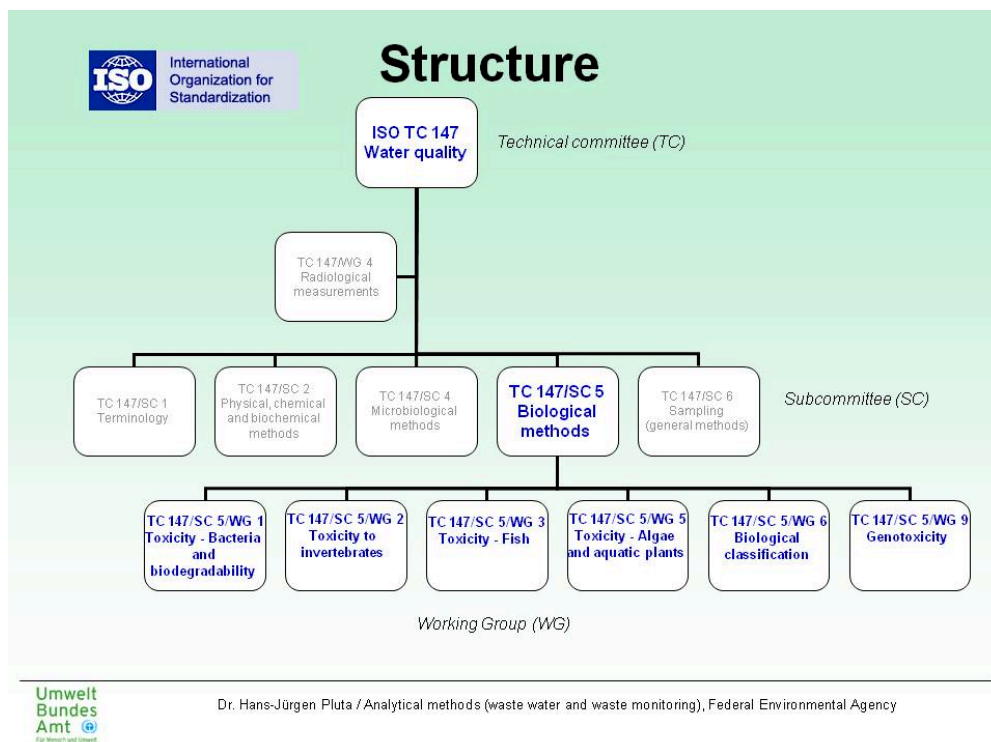 Structure
ISO
International
Organization for
Standardization
ISO TC 147
Water quality
Technical committee (TC)
TC 147/WG 4
Radiological
measurements
TC 147/SC 1
Terminology
TC 147/SC 2
Physical, chemical
and biochemical
methods
TC 147/SC 4
Microbiological
methods
TC 147/SC 5
Biological
methods
TC 147/SC 6
Sampling
(general methods)
Subcommittee (SC)
TC 147/SC 5/WG 1
Toxicity - Bacteria
and
biodegradability
TC 147/SC 5/WG 2
Toxicity to
invertebrates
TC 147/SC 5/WG 3
Toxicity - Fish
TC 147/SC 5/WG 5
Toxicity - Algae
and aquatic plants
TC 147/SC 5/WG 6
Biological
classification
TC 147/SC 5/WG 9
Genotoxicity
Working Group (WG)
Umwelt
Bundes
Amt
Für Mensch und Umwelt
Dr. Hans-Jürgen Pluta / Analytical methods (waste water and waste monitoring), Federal Environmental Agency